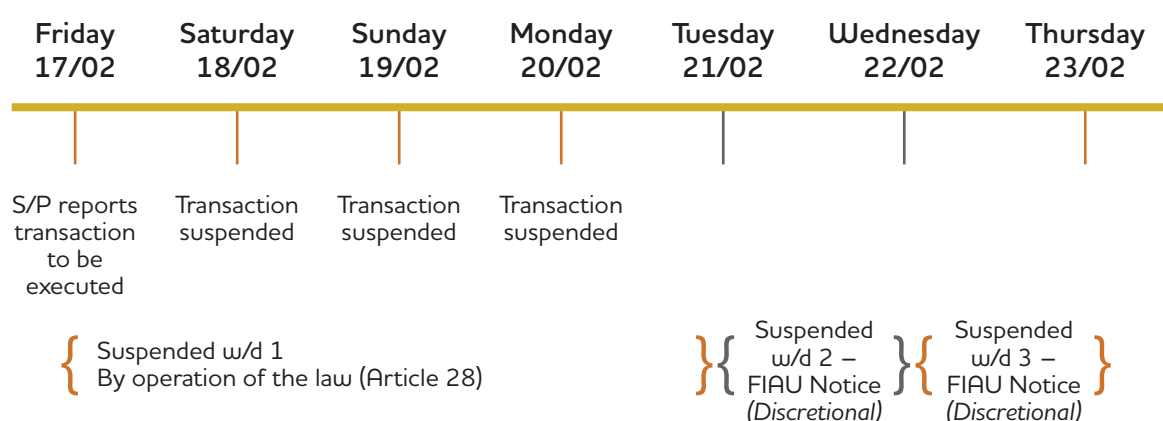 Friday
17/02
Saturday
18/02
Sunday
19/02
Monday
20/02
Tuesday
21/02
Wednesday
22/02
Thursday
23/02
S/P reports
transaction
to be
executed
Transaction
suspended
Transaction
suspended
Transaction
suspended
{ Suspended w/d 1
By operation of the law (Article 28) }
{ Suspended
w/d 2 –
FIAU Notice
(Discretional) }
{ Suspended
w/d 3 –
FIAU Notice
(Discretional) }